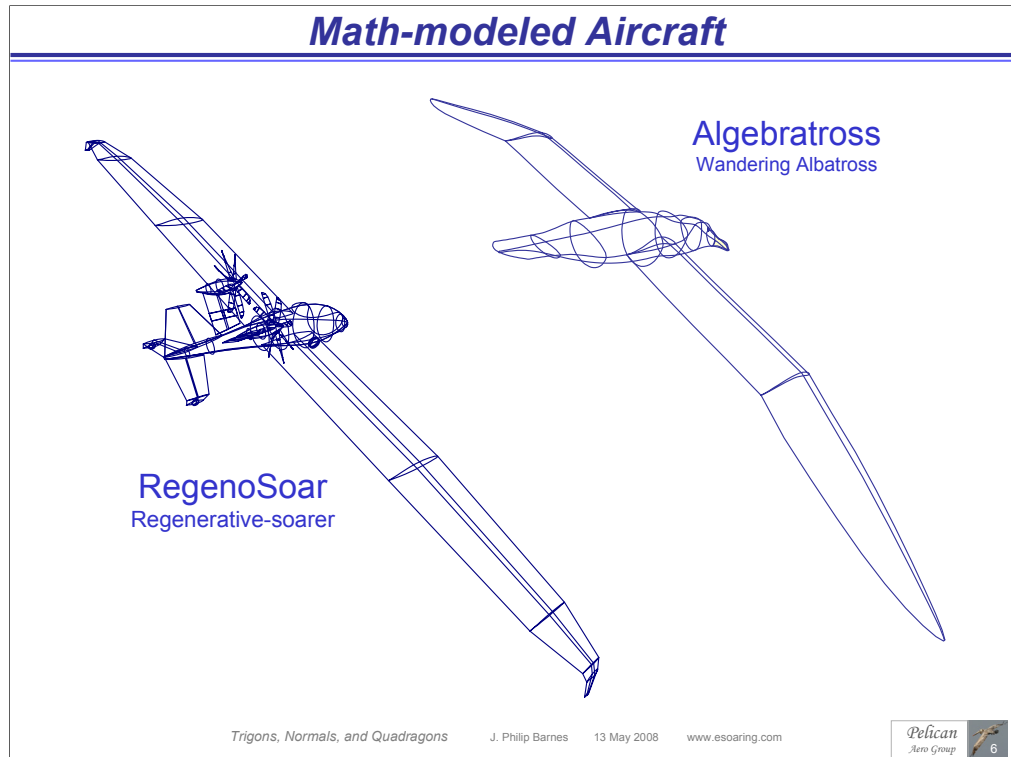 Math-modeled Aircraft
Algebratross
Wandering Albatross
RegenoSoar
Regenerative-soarer
Trigons, Normals, and Quadragons J. Philip Barnes 13 May 2008 www.esoaring.com
Pelican
Aero Group 6